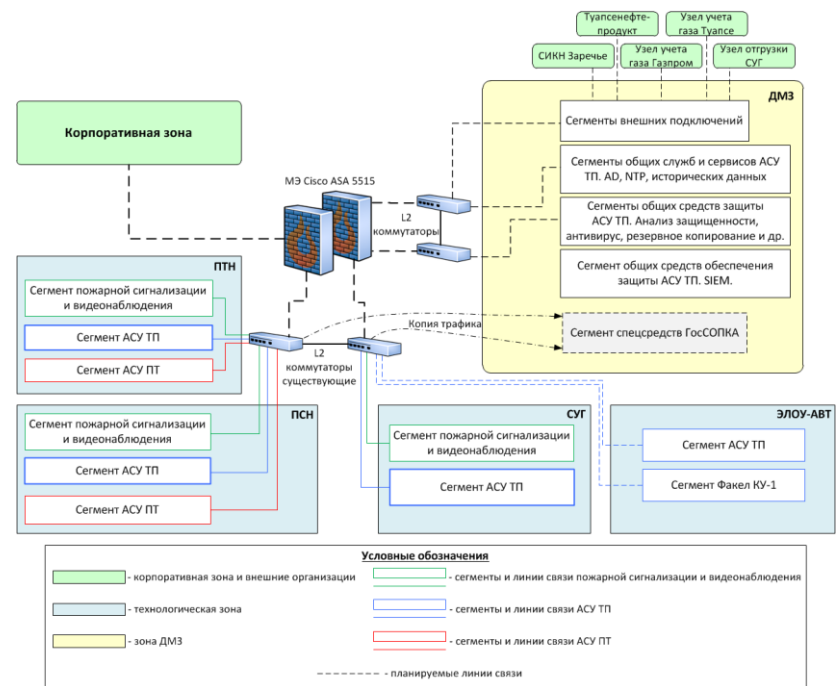 Туапсенефте-
продукт
Узел учета
газа Туапсе
СИКН Заречье
Узел учета
газа Газпром
Узел отгрузки
СУГ
ДМЗ
Корпоративная зона
Сегменты внешних подключений
МЭ Cisco ASA 5515
Сегменты общих служб и сервисов АСУ
ТП. AD, NTP, исторических данных
L2
коммутаторы
Сегменты общих средств защиты
АСУ ТП. Анализ защищенности,
антивирус, резервное копирование и др.
Сегмент общих средств обеспечения
защиты АСУ ТП. SIEM.
ПТН
Сегмент пожарной сигнализации
и видеонаблюдения
Сегмент АСУ ТП
Сегмент АСУ ПТ
Копия трафика
Сегмент спецсредств ГосСОПКА
L2
коммутаторы
существующие
ПСН
Сегмент пожарной сигнализации
и видеонаблюдения
Сегмент АСУ ТП
Сегмент АСУ ПТ
СУГ
Сегмент пожарной сигнализации
и видеонаблюдения
Сегмент АСУ ТП
ЭЛОУ-АВТ
Сегмент АСУ ТП
Сегмент Факел КУ-1
Условные обозначения
- корпоративная зона и внешние организации
- сегменты и линии связи пожарной сигнализации и видеонаблюдения
- технологическая зона
- сегменты и линии связи АСУ ТП
- зона ДМЗ
- сегменты и линии связи АСУ ПТ
- планируемые линии связи